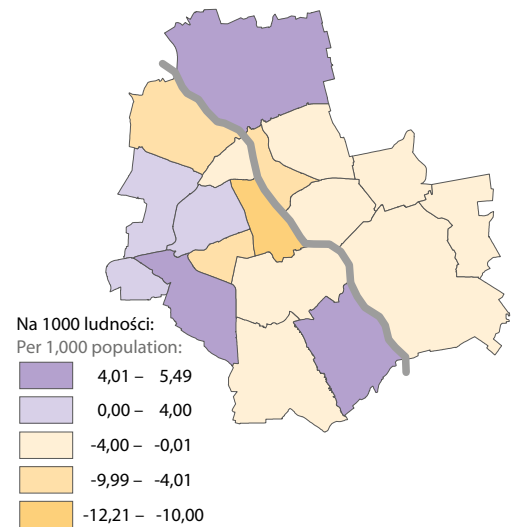 Na 1000 ludności:
Per 1,000 population:
4,01 – 5,49
0,00 – 4,00
-4,00 – -0,01
-9,99 – -4,01
-12,21 – -10,00